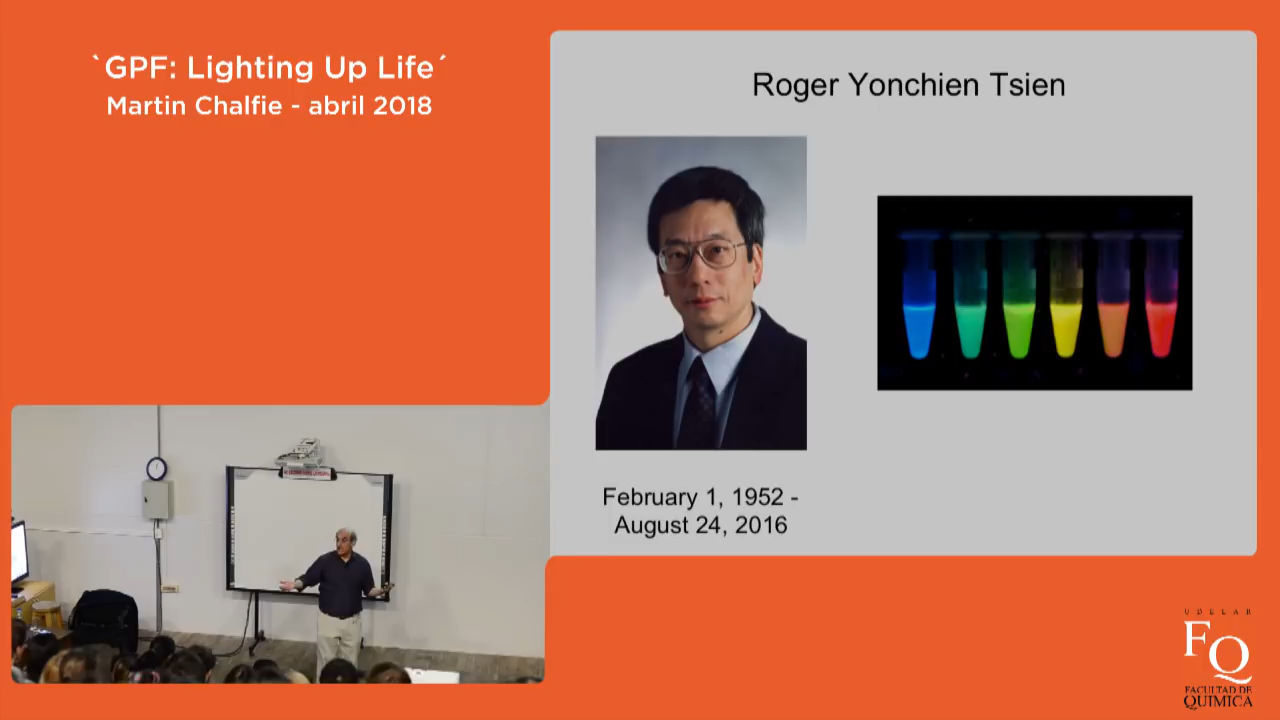 `GPF: Lighting Up Life´
Martin Chalfie - abril 2018
Roger Yonchien Tsien
February 1, 1952 -
August 24, 2016
UDELAR
FQ
FACULTAD DE
QUIMICA